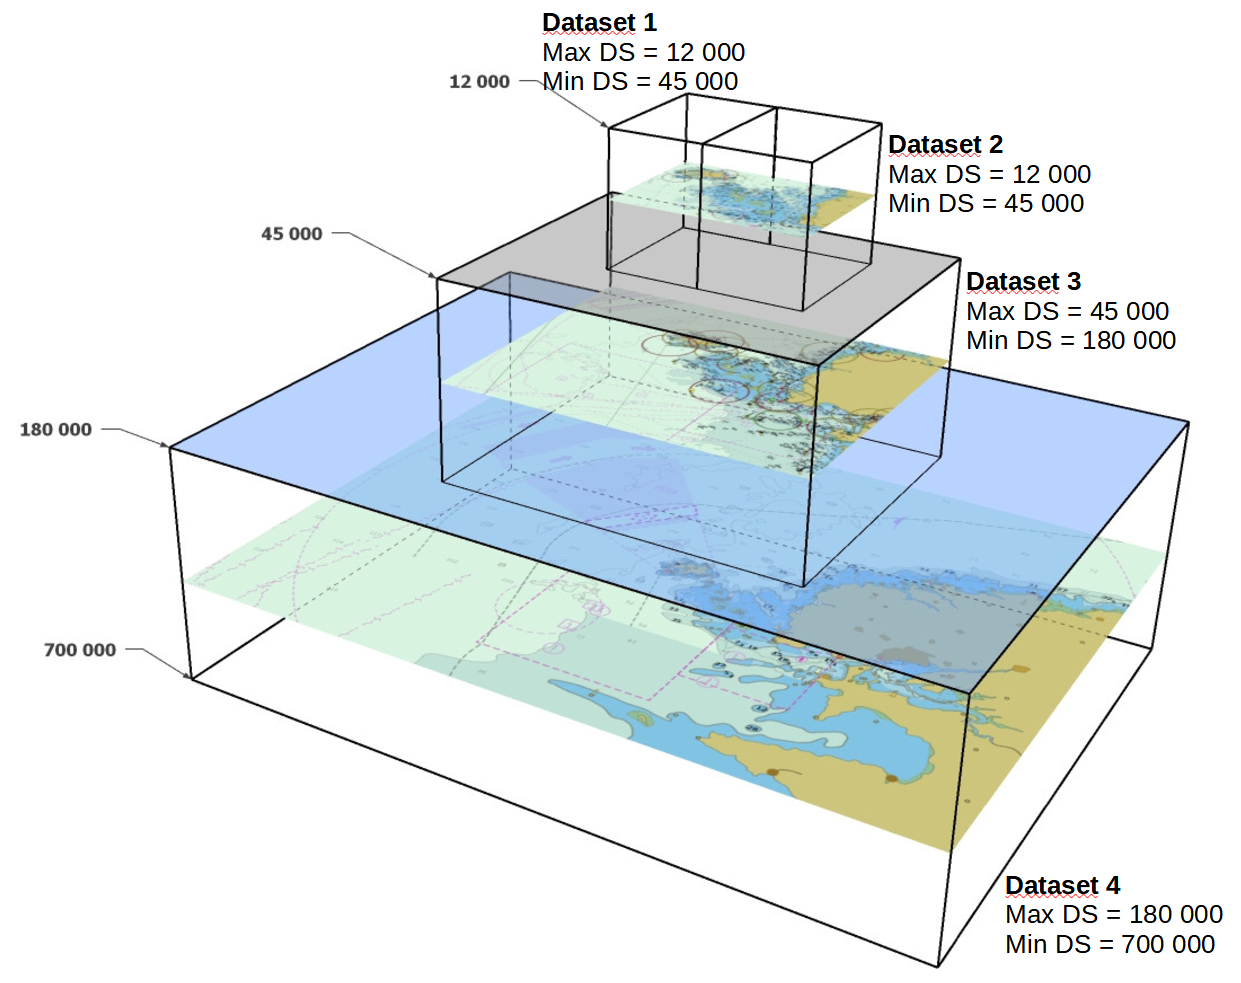 Dataset 1
Max DS = 12 000
Min DS = 45 000
12 000
Dataset 2
Max DS = 12 000
Min DS = 45 000
45 000
Dataset 3
Max DS = 45 000
Min DS = 180 000
180 000
700 000
Dataset 4
Max DS = 180 000
Min DS = 700 000